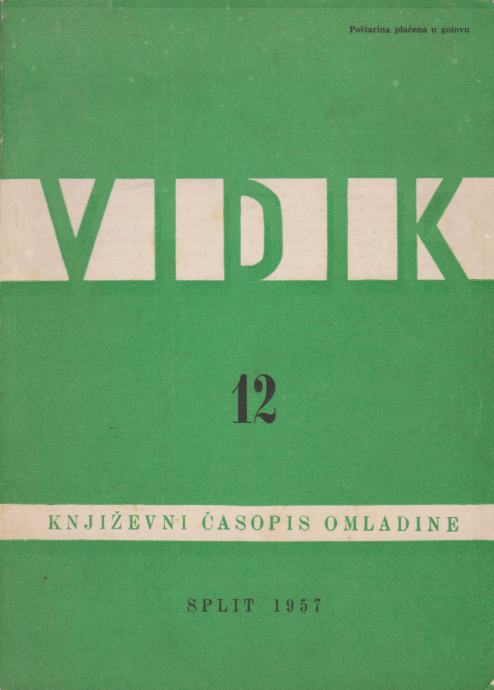 Poštarina plaćena u gotovu
VIDIK
12
KNJIŽEVNI ČASOPIS OMLADINE
SPLIT 1957